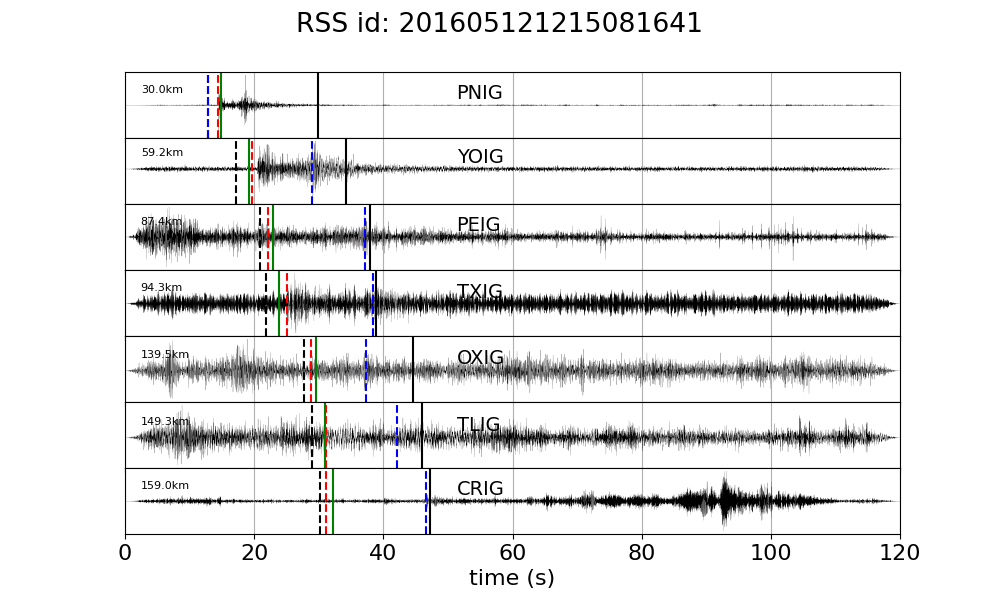 RSS id: 201605121215081641
30.0km PNIG
59.2km YOIG
87.4km PEIG
94.3km TXIG
139.5km OXIG
149.3km TLIG
159.0km CRIG
0 20 40 60 80 100 120
time (s)